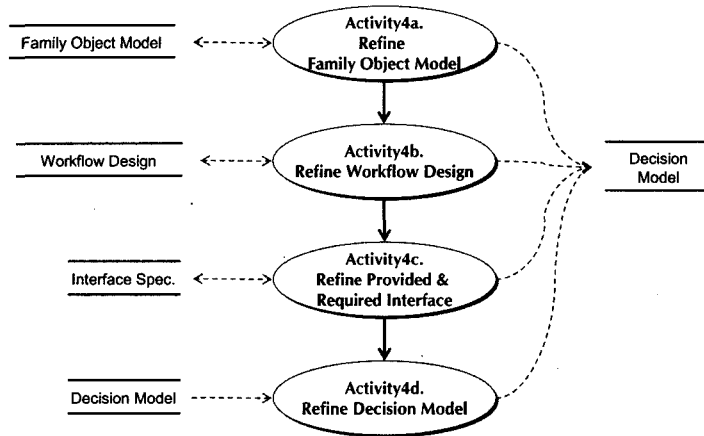 Activity4a.
Refine
Family Object Model
Family Object Model
Activity4b.
Refine Workflow Design
Workflow Design
Decision
Model
Activity4c.
Refine Provided &
Required Interface
Interface Spec.
Activity4d.
Refine Decision Model
Decision Model